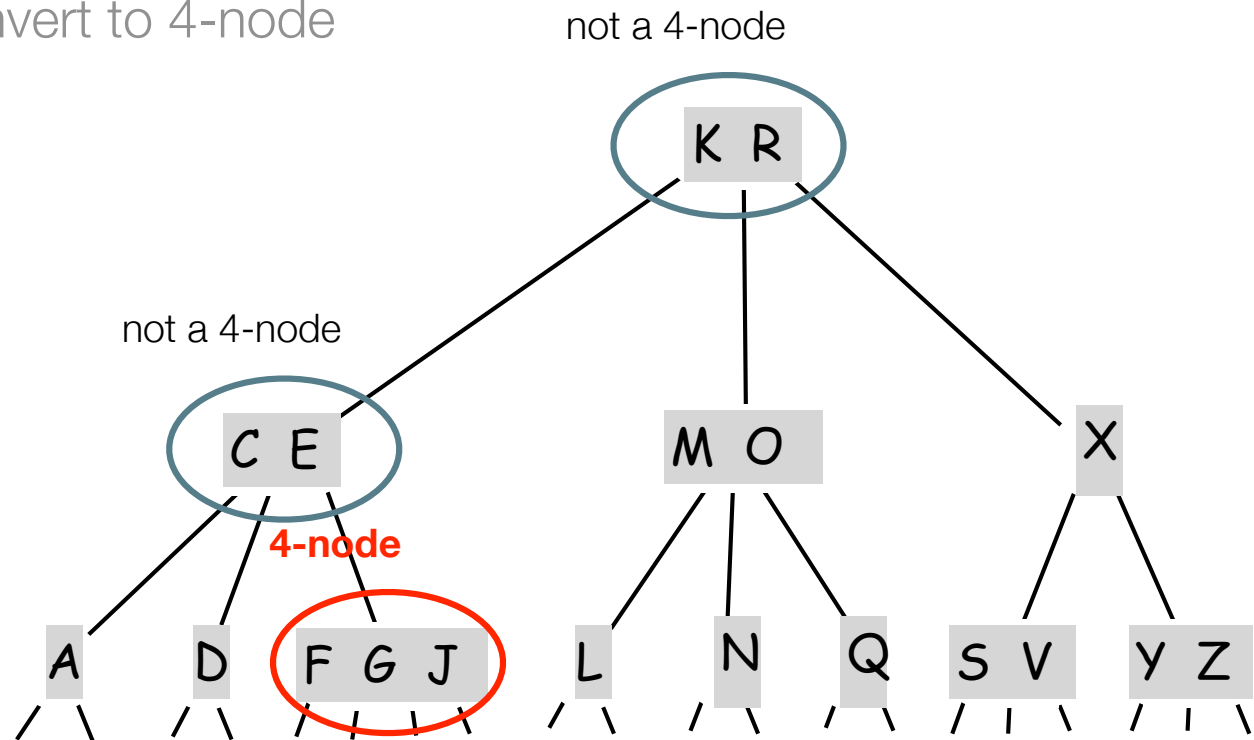 nvert to 4-node
not a 4-node
K R
not a 4-node
C E
M O
X
4-node
A
D
F G J
L
N
Q
S V
Y Z